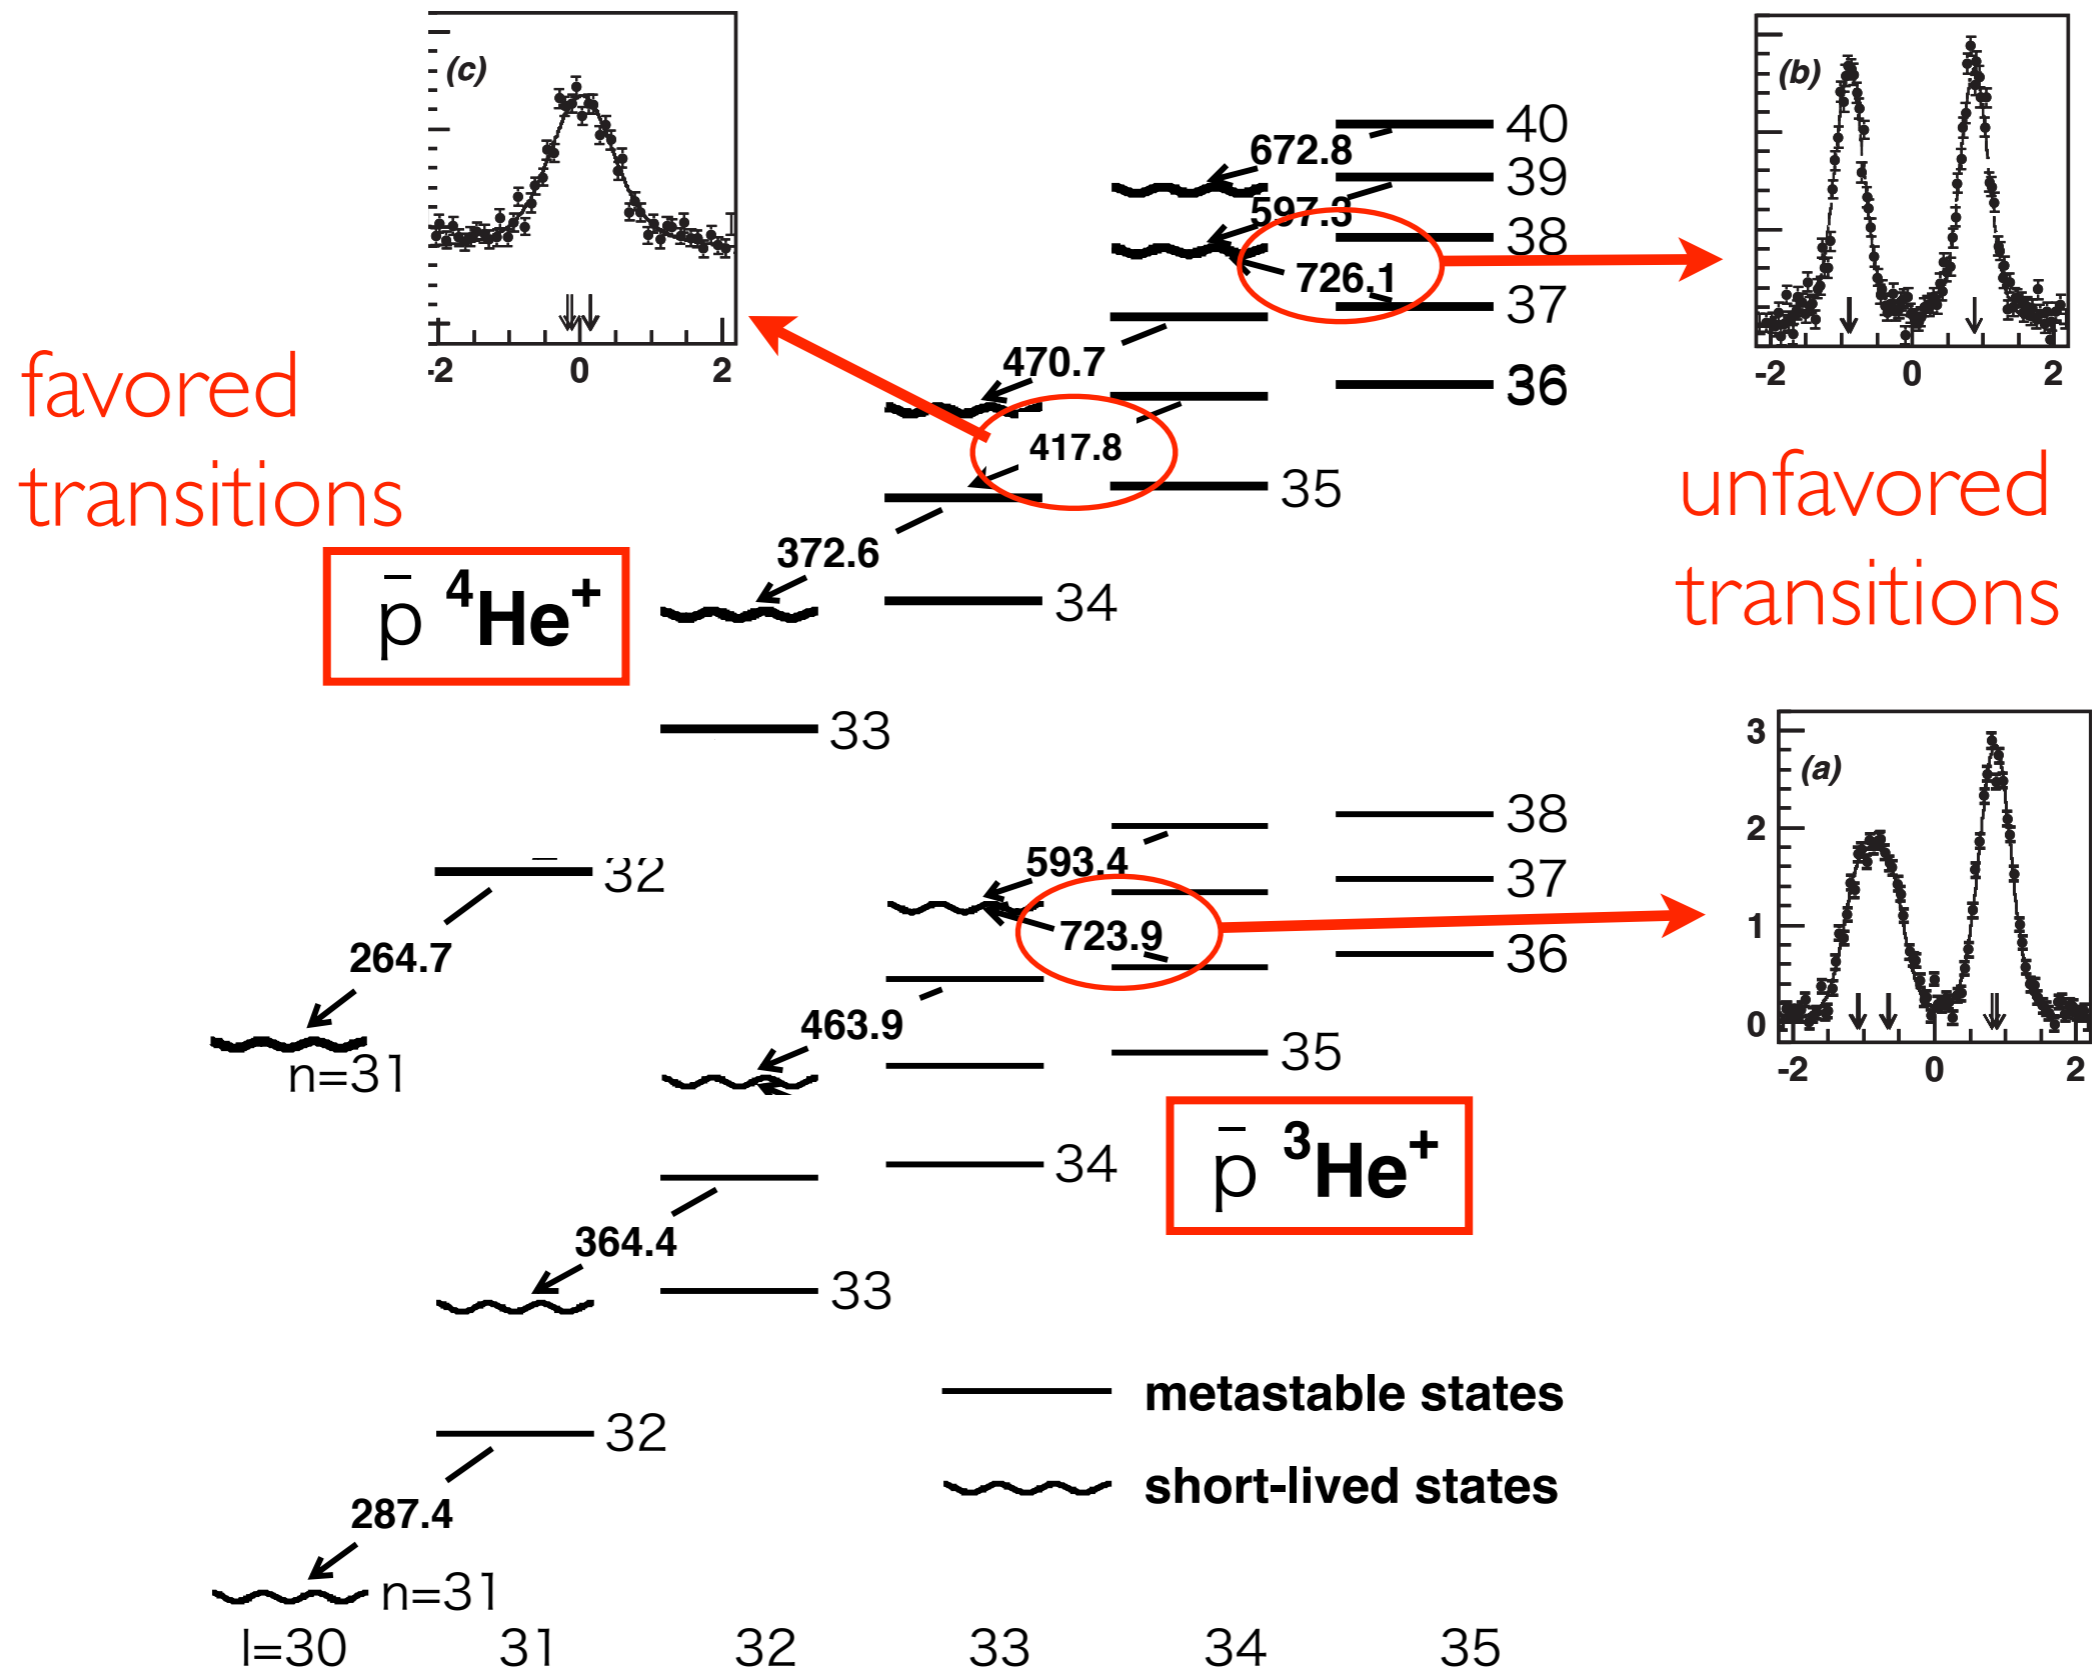 (c)
-2 0 2
(b)
-2 0 2
favored
transitions
unfavored
transitions
672.8
40
39
597.3
38
726.1
37
470.7
36
417.8
35
372.6
34
p̄ ⁴He⁺
33
32
264.7
n=31
3
2
1
0
(a)
-2 0 2
38
593.4
37
723.9
36
463.9
35
p̄ ³He⁺
34
364.4
33
metastable states
32
short-lived states
287.4
n=31
l=30 31 32 33 34 35